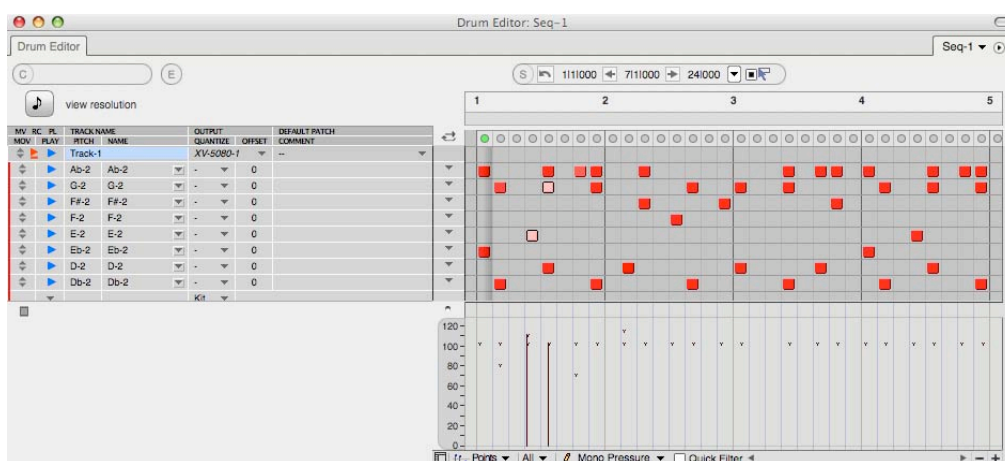 Drum Editor: Seq-1
Drum Editor
Seq-1
C
E
S 1|1|000 7|1|000 24|000
view resolution
1 2 3 4 5
MV RC PL TRACK NAME OUTPUT DEFAULT PATCH
MOV PLAY PITCH NAME QUANTIZE OFFSET COMMENT
Track-1 XV-5080-1 --
Ab-2 Ab-2 - 0
G-2 G-2 - 0
F#-2 F#-2 - 0
F-2 F-2 - 0
E-2 E-2 - 0
Eb-2 Eb-2 - 0
D-2 D-2 - 0
Db-2 Db-2 - 0
Kit
120
100
80
60
40
20
0
Points All Mono Pressure Quick Filter